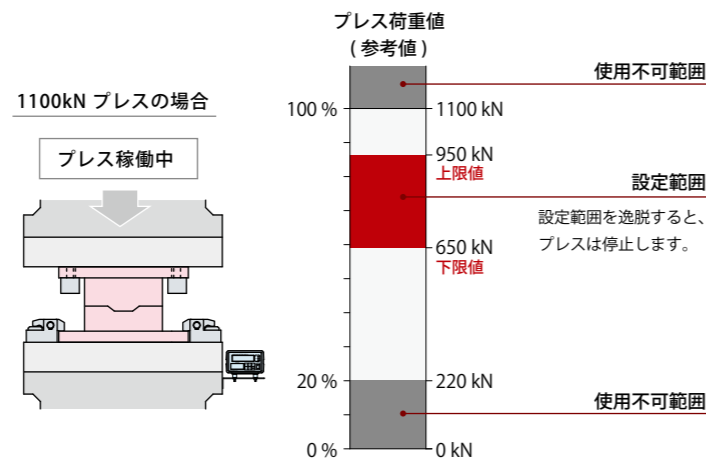 プレス荷重値
( 参考値 )
使用不可範囲
1100kN プレスの場合
100 %
1100 kN
プレス稼働中
950 kN
上限値
設定範囲
設定範囲を逸脱すると、
プレスは停止します。
650 kN
下限値
20 %
220 kN
使用不可範囲
0 %
0 kN